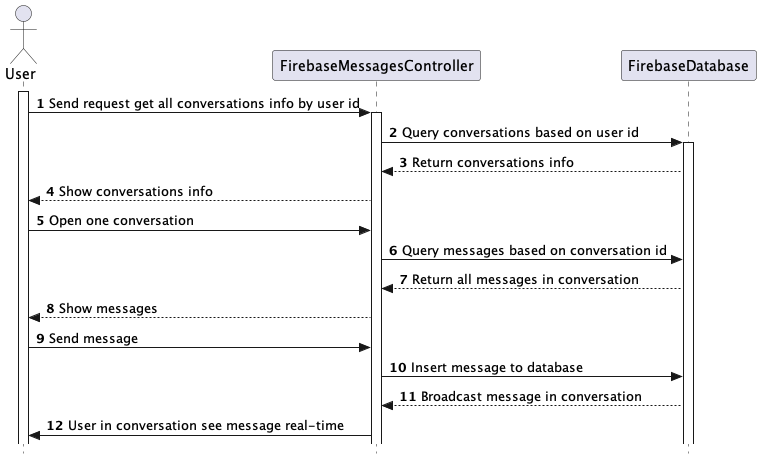 User
FirebaseMessagesController
FirebaseDatabase
1 Send request get all conversations info by user id
2 Query conversations based on user id
3 Return conversations info
4 Show conversations info
5 Open one conversation
6 Query messages based on conversation id
7 Return all messages in conversation
8 Show messages
9 Send message
10 Insert message to database
11 Broadcast message in conversation
12 User in conversation see message real-time